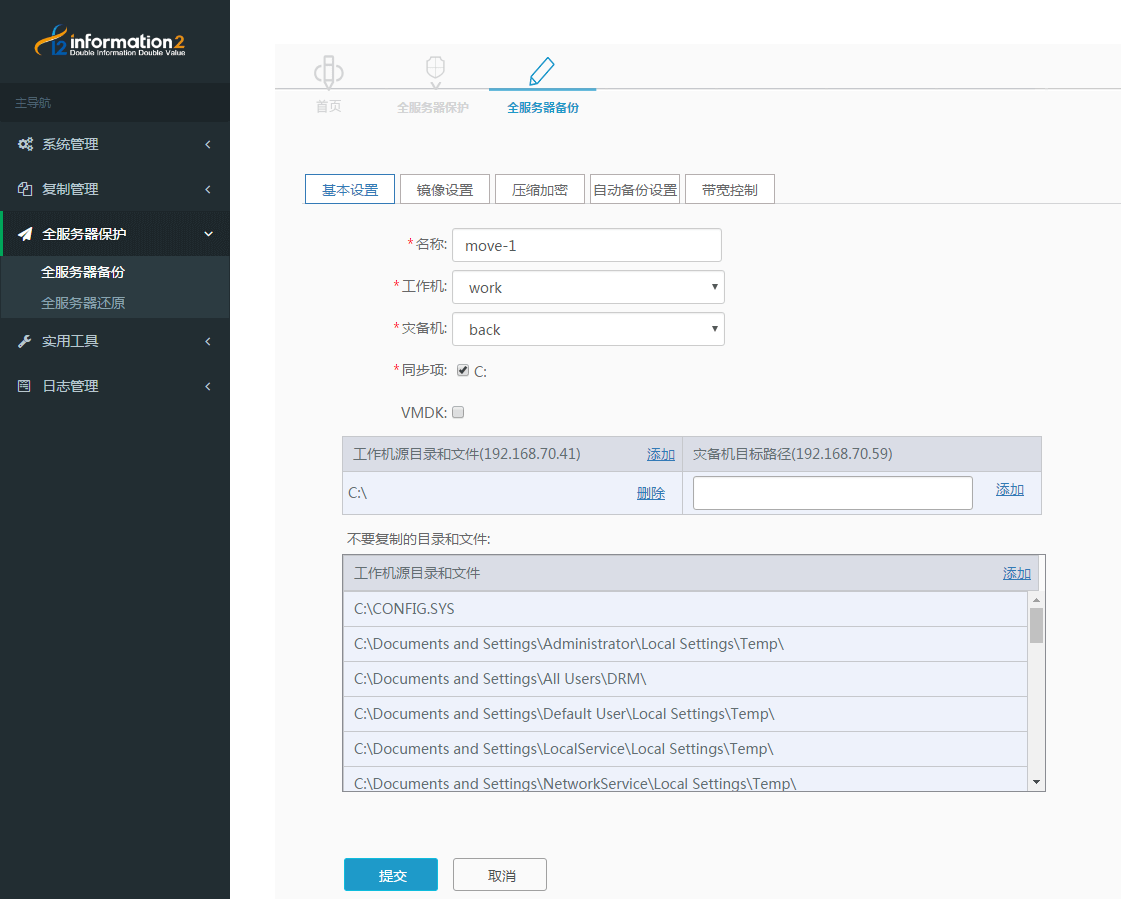 information2
Double Information Double Value
主导航
系统管理
复制管理
全服务器保护
全服务器备份
全服务器还原
实用工具
日志管理
首页
全服务器保护
全服务器备份
基本设置 镜像设置 压缩加密 自动备份设置 带宽控制
*名称: move-1
*工作机: work
*灾备机: back
*同步项: C:
VMDK:
工作机源目录和文件(192.168.70.41) 添加 灾备机目标路径(192.168.70.59)
C:\ 删除 添加
不要复制的目录和文件:
工作机源目录和文件 添加
C:\CONFIG.SYS
C:\Documents and Settings\Administrator\Local Settings\Temp\
C:\Documents and Settings\All Users\DRM\
C:\Documents and Settings\Default User\Local Settings\Temp\
C:\Documents and Settings\LocalService\Local Settings\Temp\
C:\Documents and Settings\NetworkService\Local Settings\Temp\
提交 取消